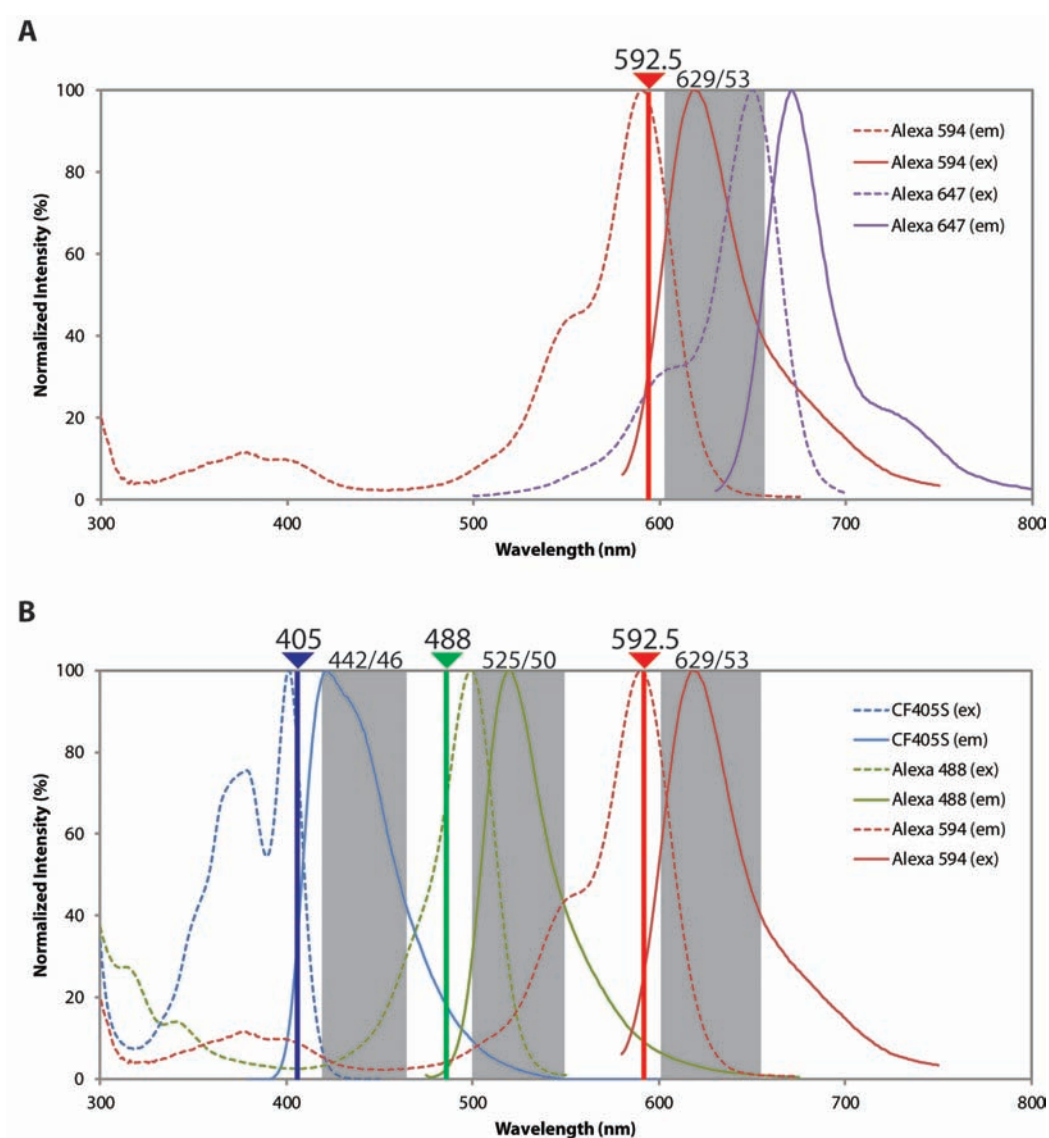 A
592.5
629/53
100
80
60
40
20
0
Normalized Intensity (%)
Alexa 594 (em)
Alexa 594 (ex)
Alexa 647 (ex)
Alexa 647 (em)
300 400 500 600 700 800
Wavelength (nm)
B
405 488 592.5
442/46 525/50 629/53
100
80
60
40
20
0
Normalized Intensity (%)
CF405S (ex)
CF405S (em)
Alexa 488 (ex)
Alexa 488 (em)
Alexa 594 (em)
Alexa 594 (ex)
300 400 500 600 700 800
Wavelength (nm)